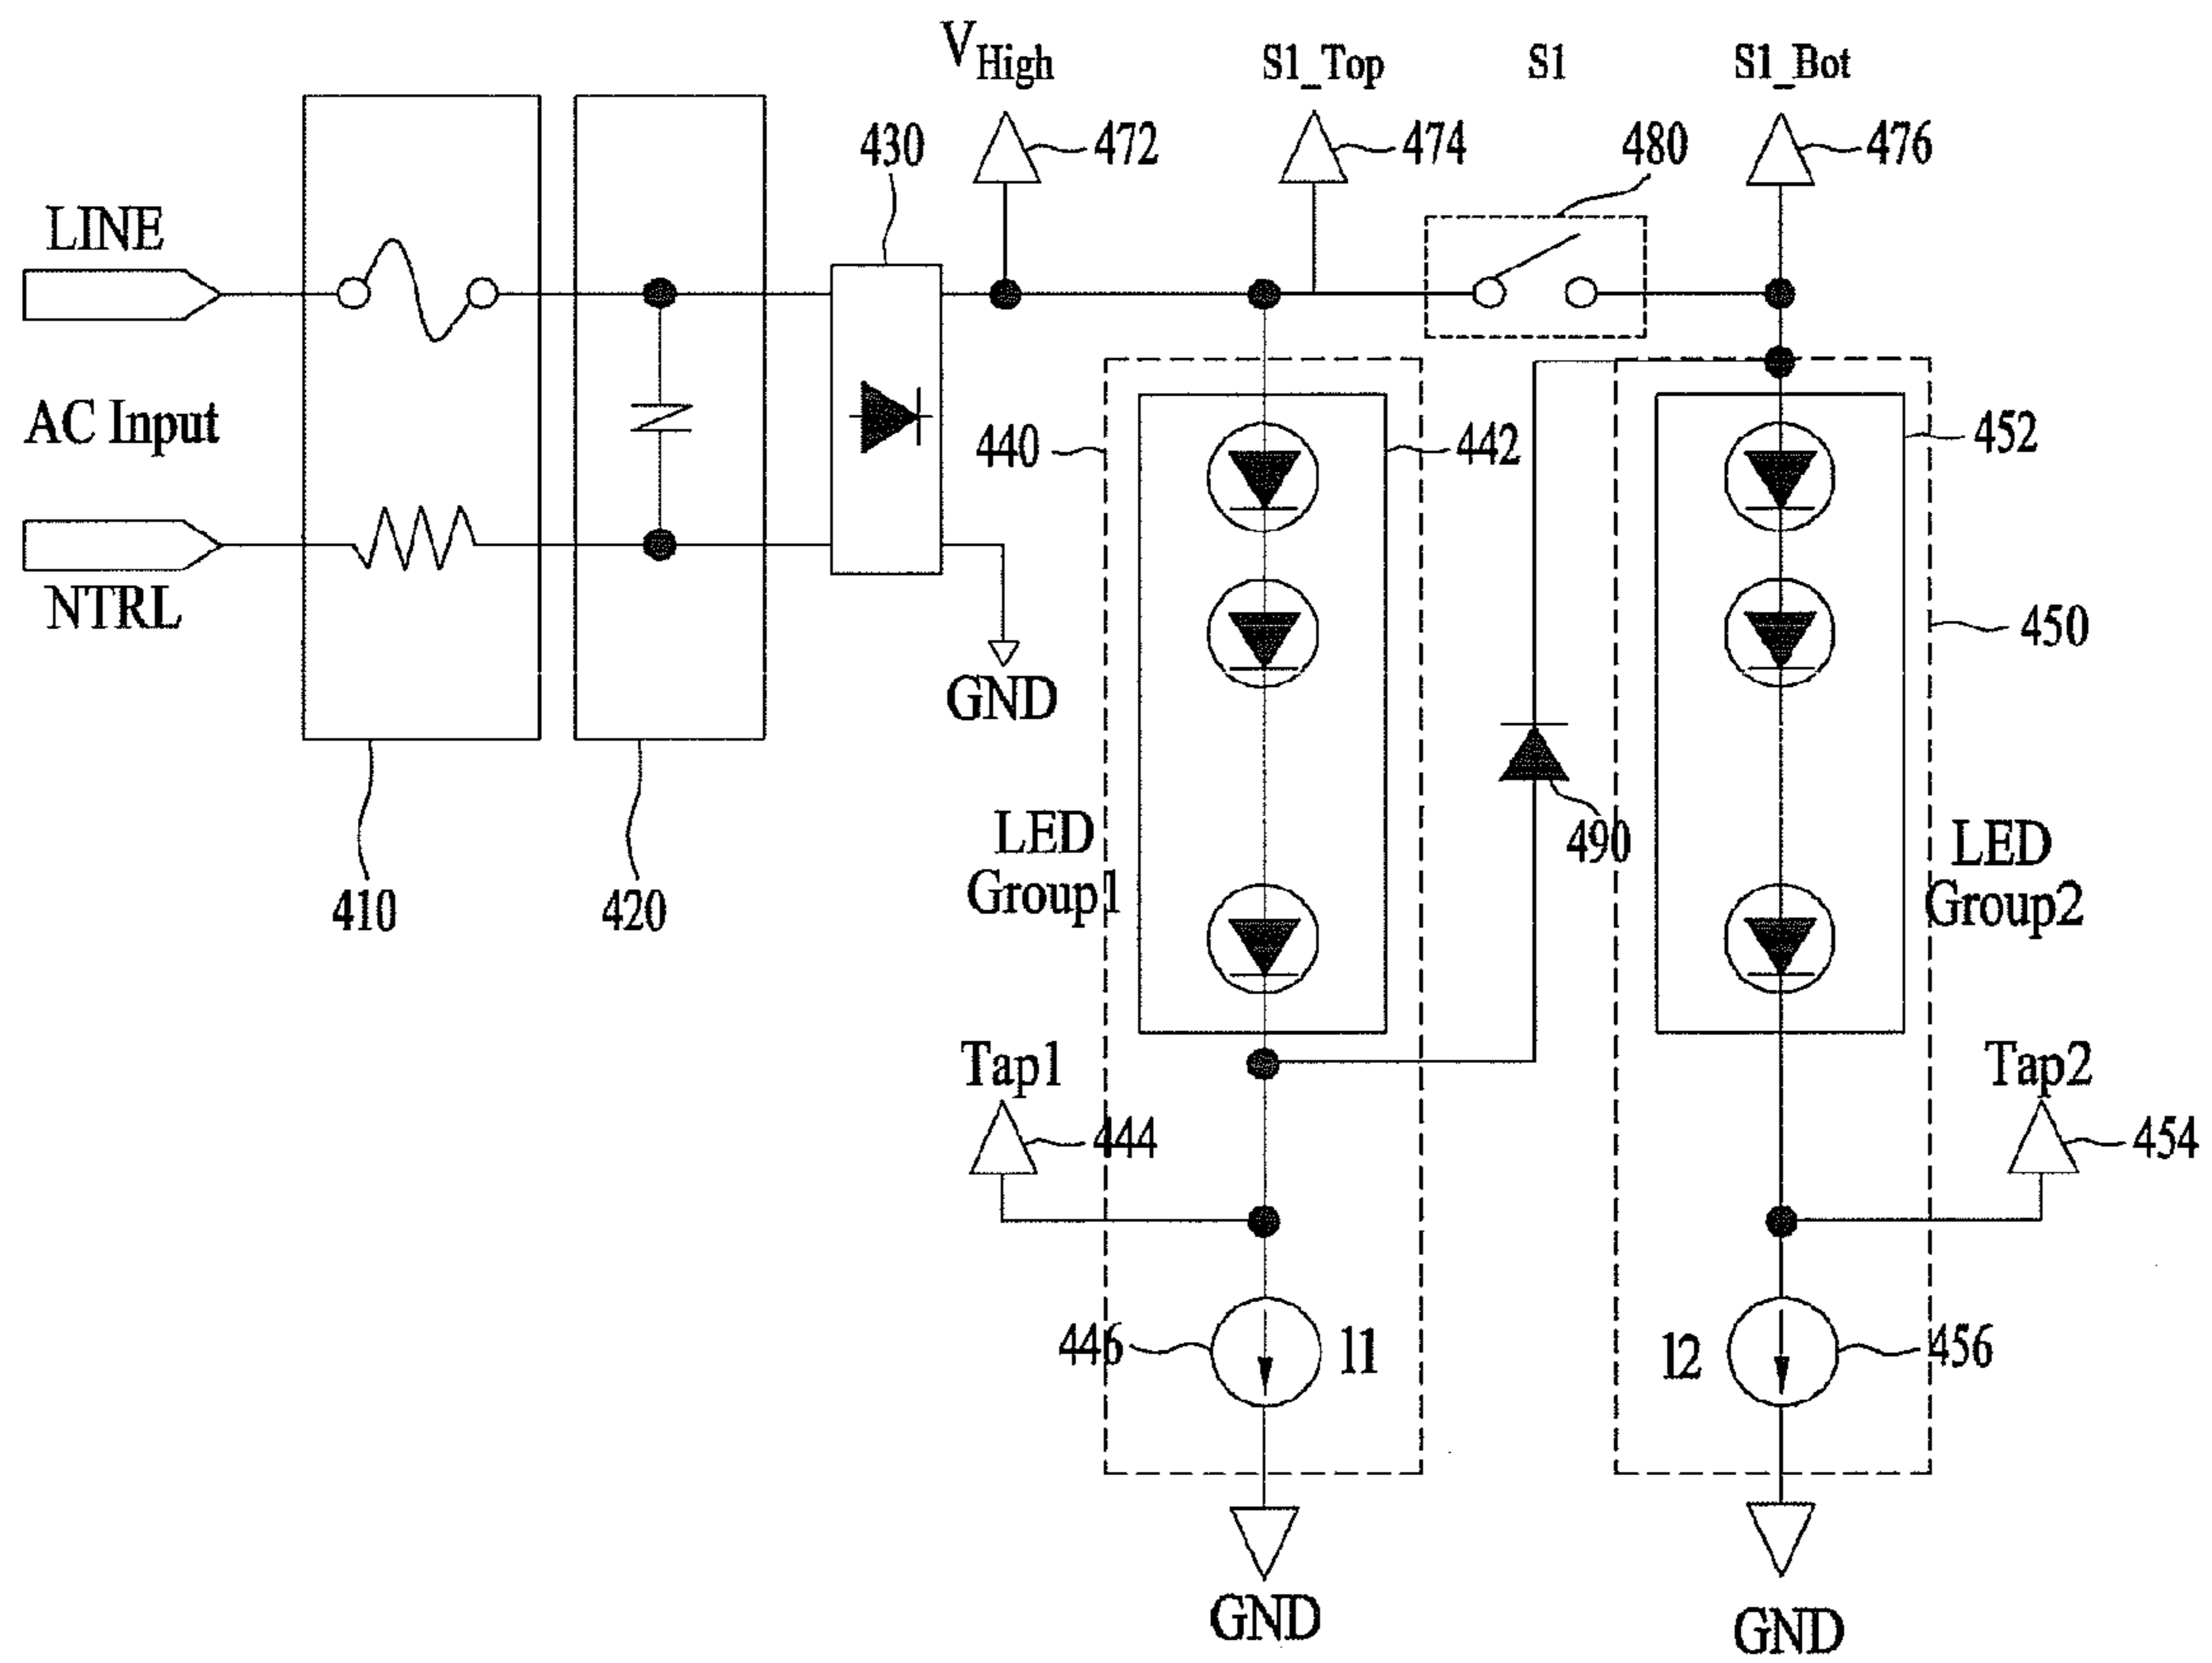 V_High
S1_Top
S1
S1_Bot
472
474
480
476
430
LINE
AC Input
NTRL
GND
440
442
452
450
LED
Group1
490
LED
Group2
410
420
Tap1
444
Tap2
454
446
I1
I2
456
GND
GND